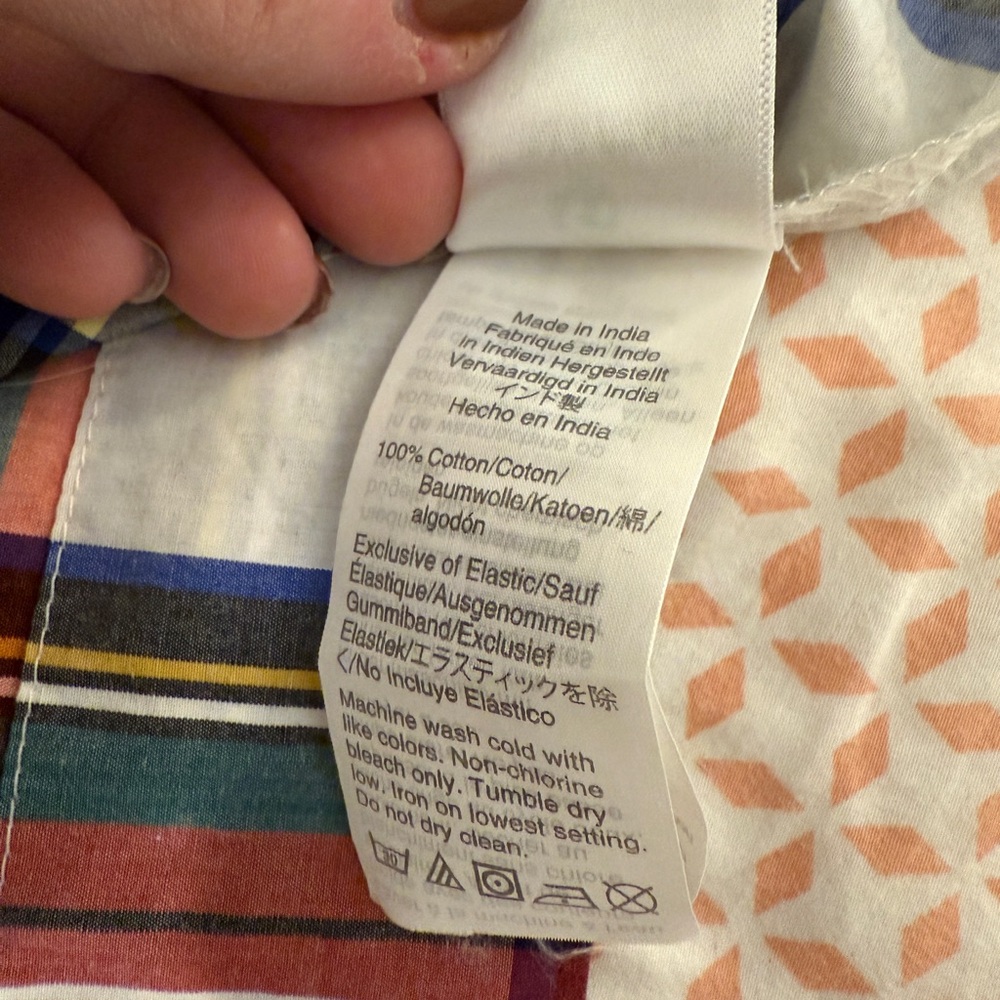 Made in India
Fabriqué en Inde
In Indien Hergestellt
Vervaardigd in India
インド製
Hecho en India
100% Cotton/Coton/
Baumwolle/Katoen/綿/
algodón
Exclusive of Elastic/Sauf
Élastique/Ausgenommen
Gummiband/Exclusief
Elastiek/エラスティックを除
く/No Incluye Elástico
Machine wash cold with
like colors. Non-chlorine
bleach only. Tumble dry
low. Iron on lowest setting.
Do not dry clean.
30